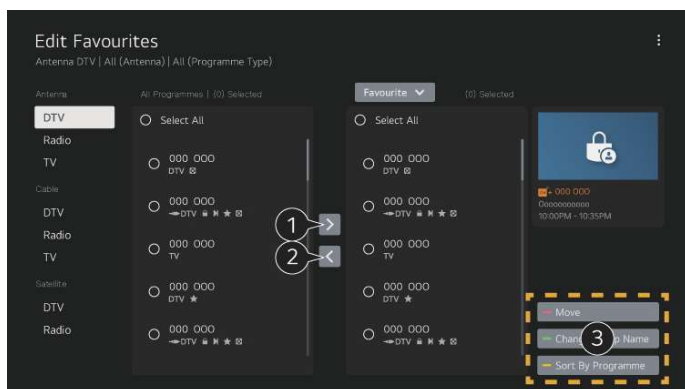 Edit Favourites
Antenna DTV | All (Antenna) | All (Programme Type)
Antenna
DTV
Radio
TV
Cable
DTV
Radio
TV
Satellite
DTV
Radio
All Programmes | (0) Selected
Select All
000 000
DTV
000 000
DTV
000 000
TV
000 000
DTV
000 000
DTV
1
2
Favourite
(0) Selected
Select All
000 000
DTV
000 000
DTV
000 000
TV
000 000
DTV
000 000
DTV
000 000
Ooooooooooo
10:00PM - 10:35PM
Move
3
Name
Sort By Programme